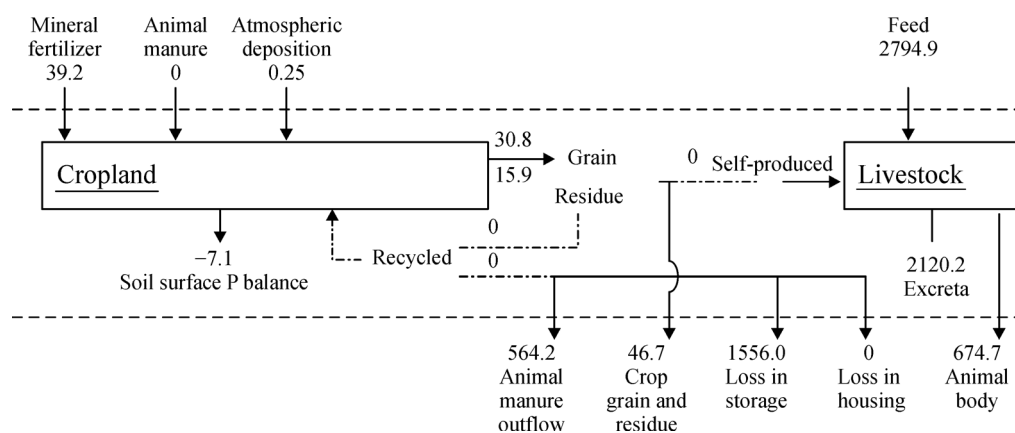 Mineral
fertilizer
39.2
Animal
manure
0
Atmospheric
deposition
0.25
Feed
2794.9
Cropland
30.8
15.9
Grain
Residue
0
Self-produced
Livestock
0
Recycled
0
−7.1
Soil surface P balance
2120.2
Excreta
564.2
Animal
manure
outflow
46.7
Crop
grain and
residue
1556.0
Loss in
storage
0
Loss in
housing
674.7
Animal
body